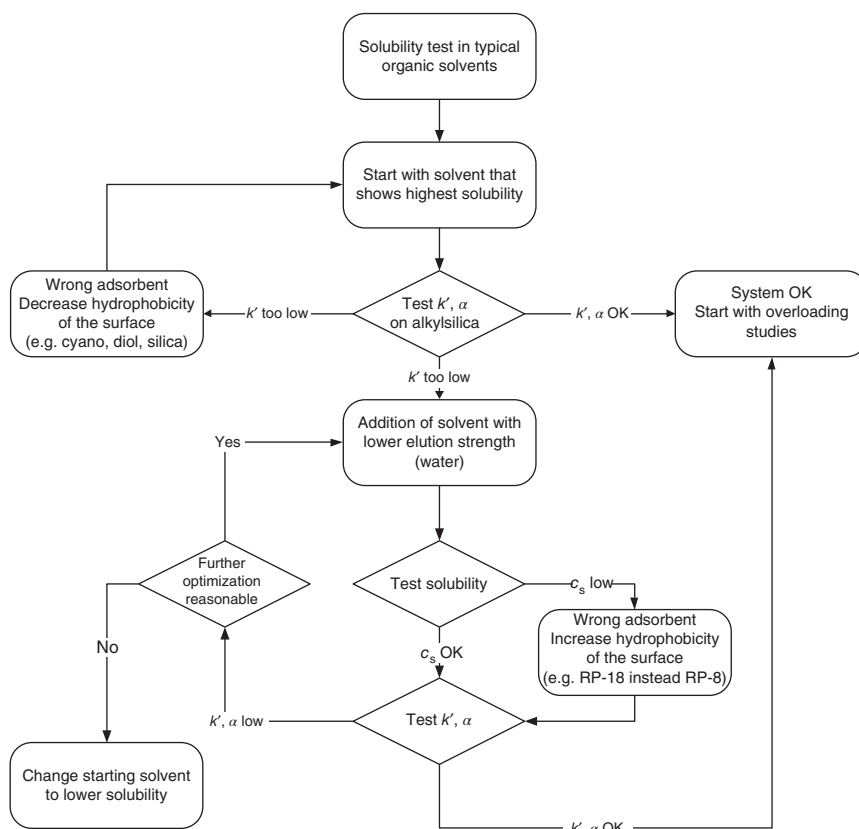 Solubility test in typical
organic solvents
Start with solvent that
shows highest solubility
Wrong adsorbent
Decrease hydrophobicity
of the surface
(e.g. cyano, diol, silica)
k′ too low
Test k′, α
on alkylsilica
k′, α OK
System OK
Start with overloading
studies
k′ too low
Addition of solvent with
lower elution strength
(water)
Yes
Further
optimization
reasonable
Test solubility
cₛ low
Wrong adsorbent
Increase hydrophobicity
of the surface
(e.g. RP-18 instead RP-8)
No
cₛ OK
k′, α low
Test k′, α
Change starting solvent
to lower solubility
k′, α OK